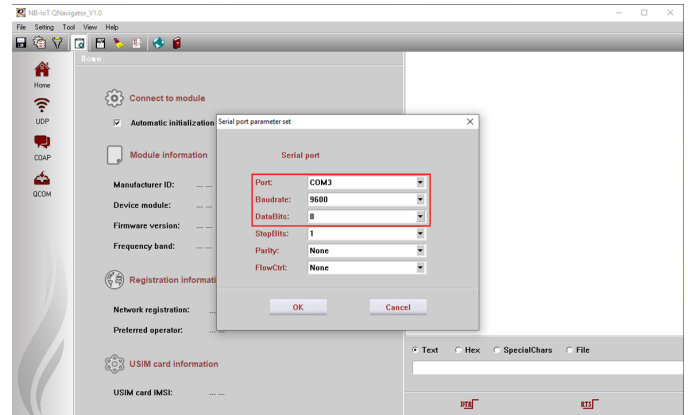 NB-IoT QNavigator_V1.0
File Setting Tool View Help
Home
Home
UDP
COAP
QCOM
Connect to module
Automatic initialization
Module information
Manufacturer ID: ... ...
Device module: ... ...
Firmware version: ... ...
Frequency band: ... ...
Registration informati
Network registration: ...
Preferred operator: ... ...
USIM card information
USIM card IMSI: ... ...
Serial port parameter set
Serial port
Port: COM3
Baudrate: 9600
DataBits: 8
StopBits: 1
Parity: None
FlowCtrl: None
OK Cancel
Text Hex SpecialChars File
DTR RTS